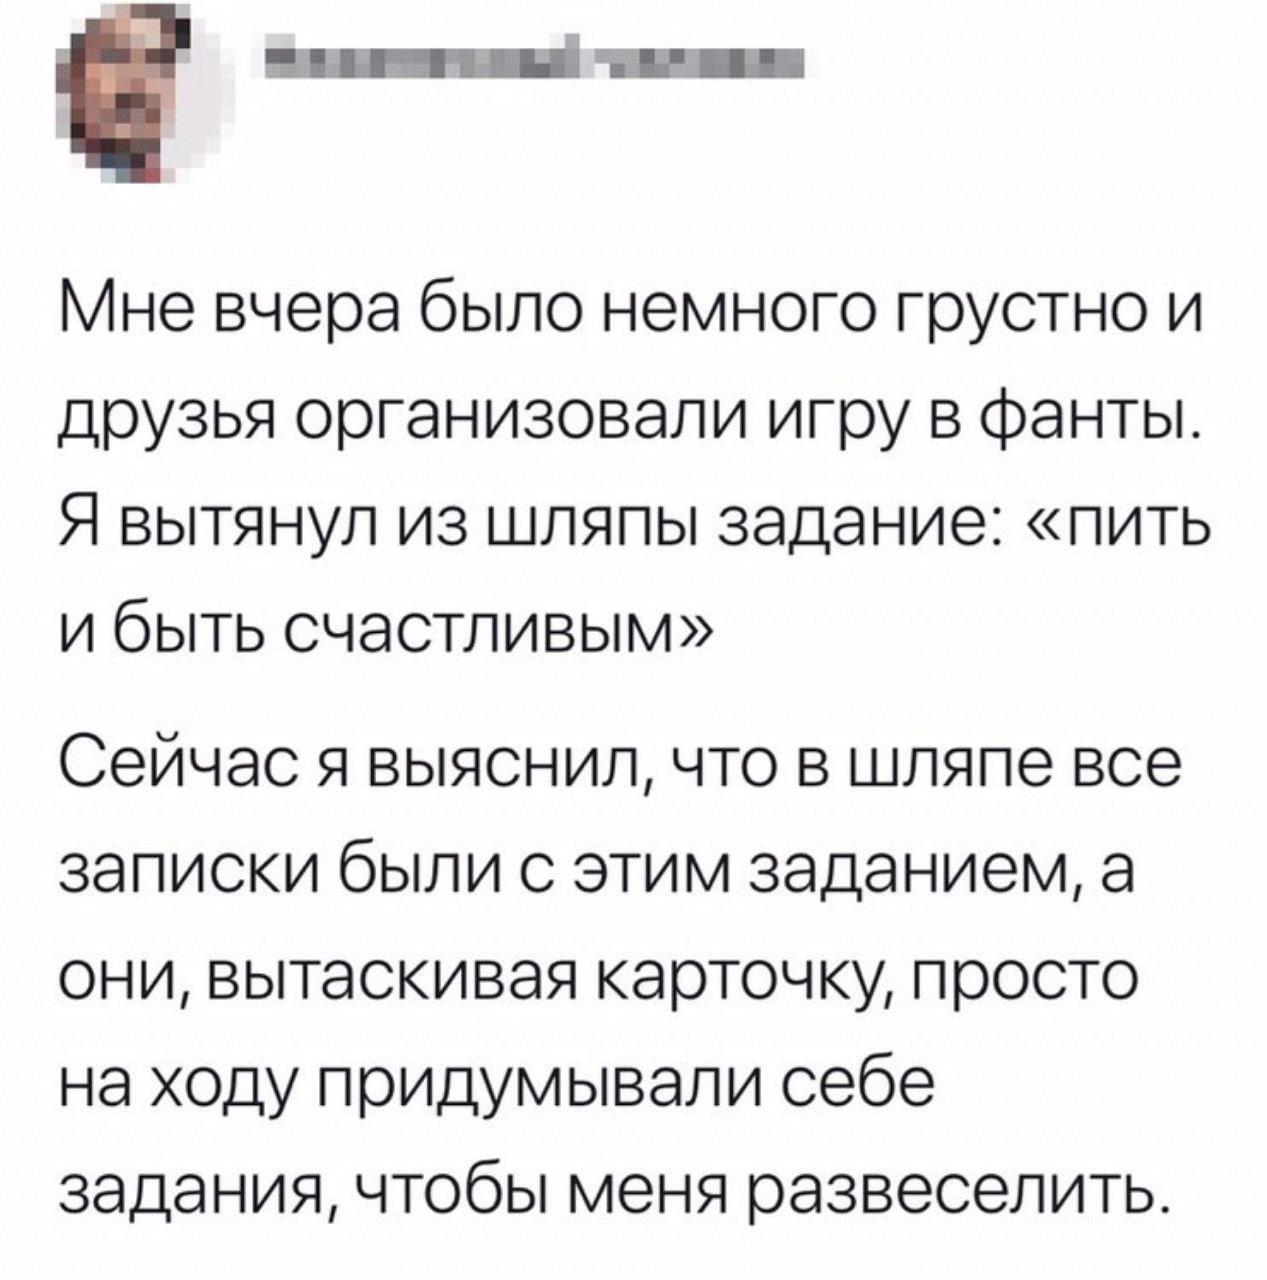 Мне вчера было немного грустно и
друзья организовали игру в фанты.
Я вытянул из шляпы задание: «пить
и быть счастливым»
Сейчас я выяснил, что в шляпе все
записки были с этим заданием, а
они, вытаскивая карточку, просто
на ходу придумывали себе
задания, чтобы меня развеселить.